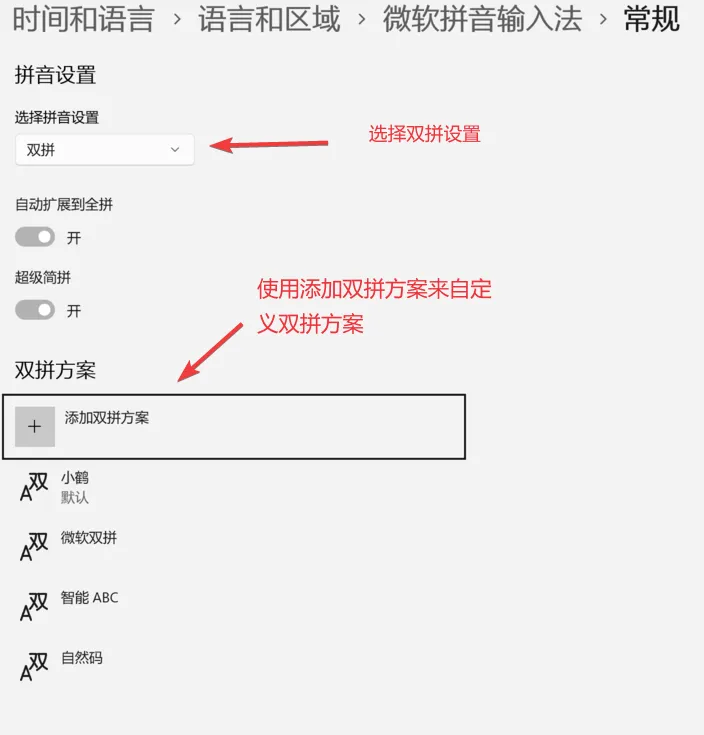 时间和语言 › 语言和区域 › 微软拼音输入法 › 常规
拼音设置
选择拼音设置
双拼
选择双拼设置
自动扩展到全拼
开
超级简拼
开
使用添加双拼方案来自定
义双拼方案
双拼方案
+
添加双拼方案
A双
小鹤
默认
A双
微软双拼
A双
智能 ABC
A双
自然码